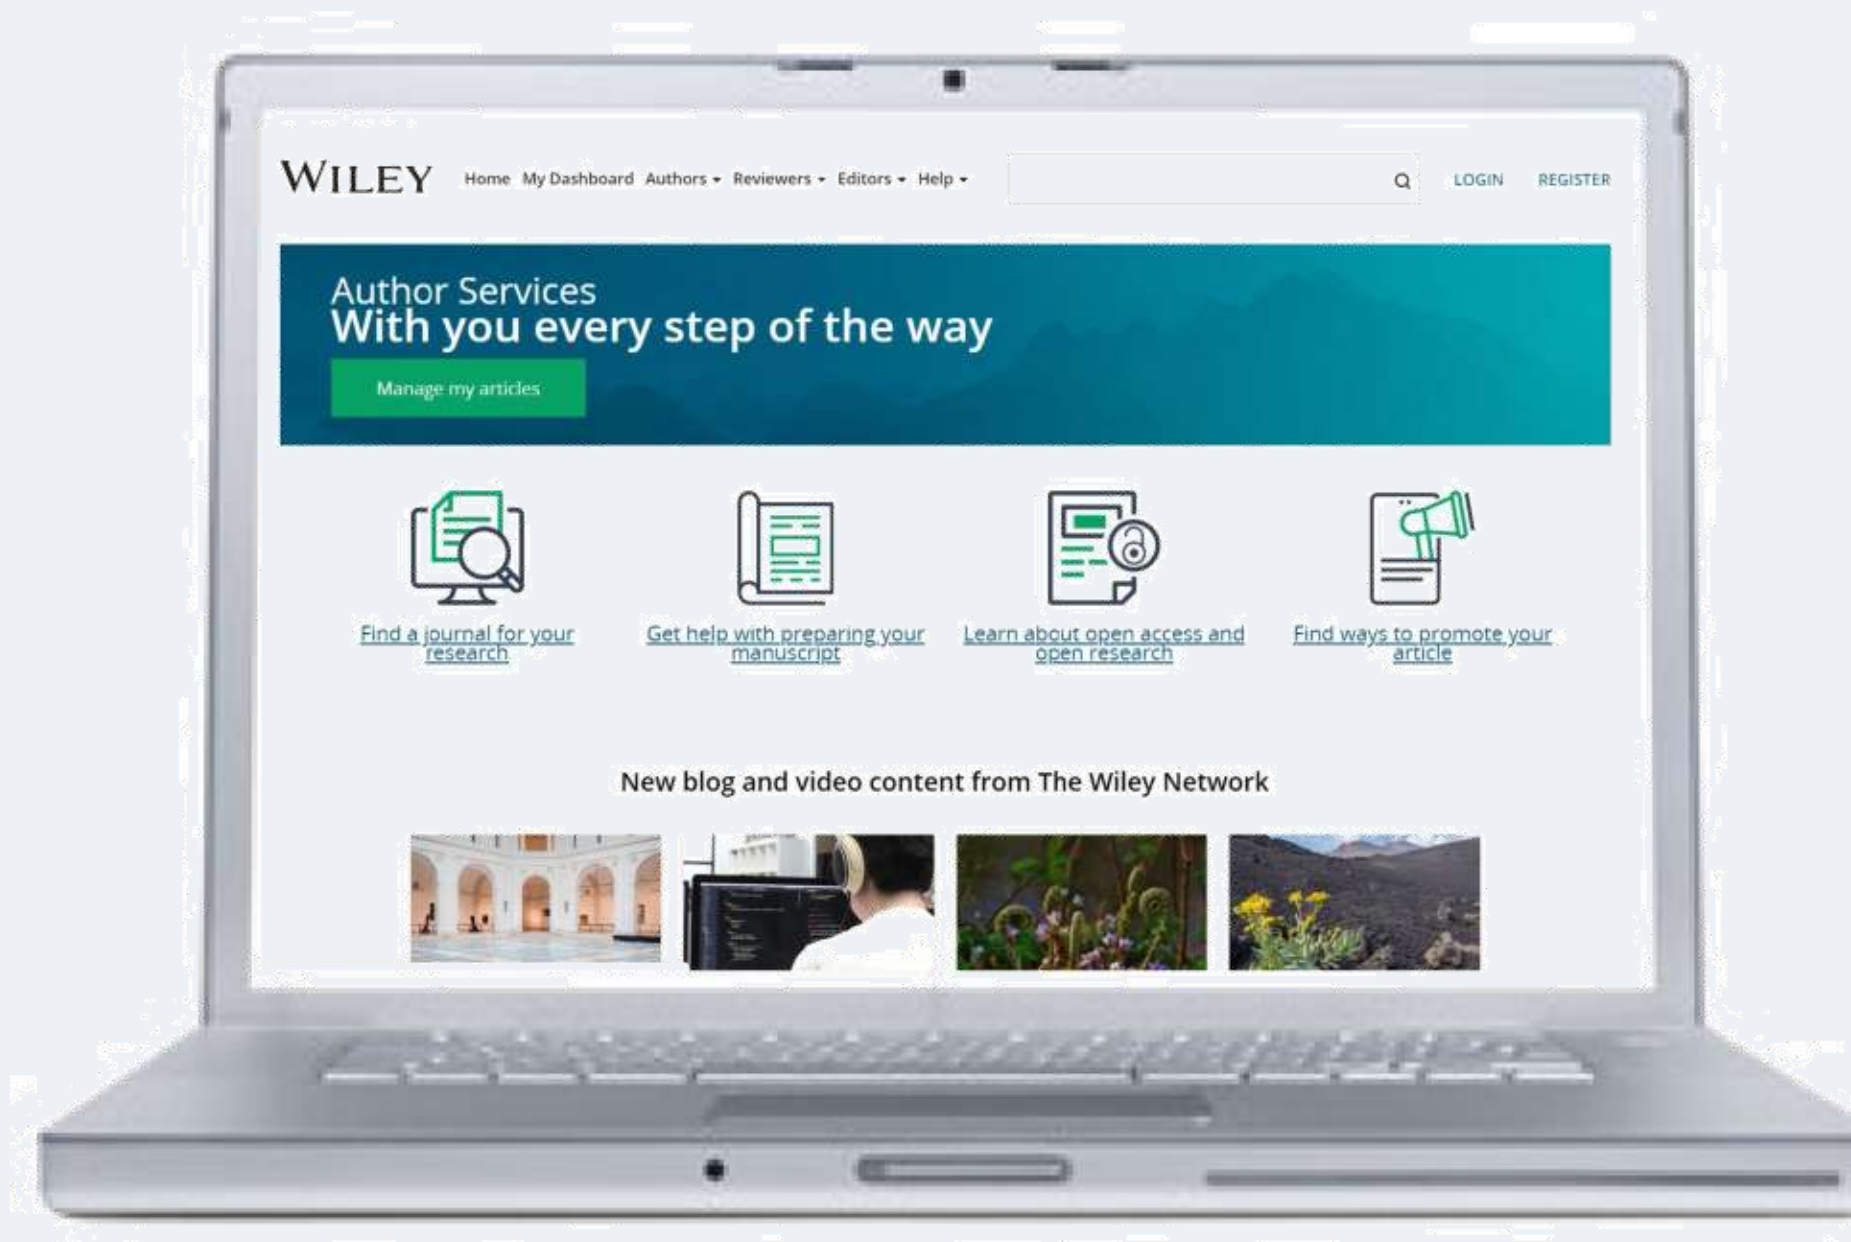 WILEY
Home My Dashboard Authors Reviewers Editors Help
LOGIN REGISTER
Author Services
With you every step of the way
Manage my articles
Find a journal for your
research
Get help with preparing your
manuscript
Learn about open access and
open research
Find ways to promote your
article
New blog and video content from The Wiley Network